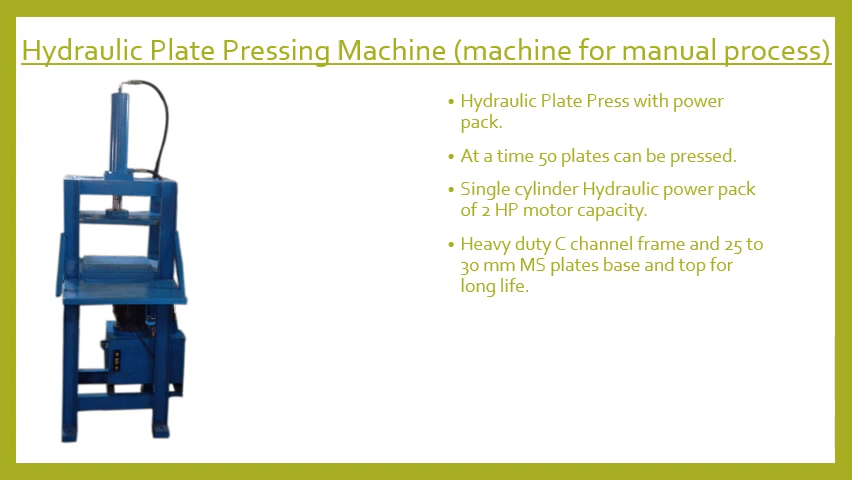 Hydraulic Plate Pressing Machine (machine for manual process)
• Hydraulic Plate Press with power
pack.
• At a time 50 plates can be pressed.
• Single cylinder Hydraulic power pack
of 2 HP motor capacity.
• Heavy duty C channel frame and 25 to
30 mm MS plates base and top for
long life.